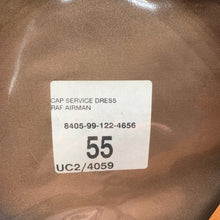 CAP SERVICE DRESS
RAF AIRMAN
8405-99-122-4656
55
UC2/4059